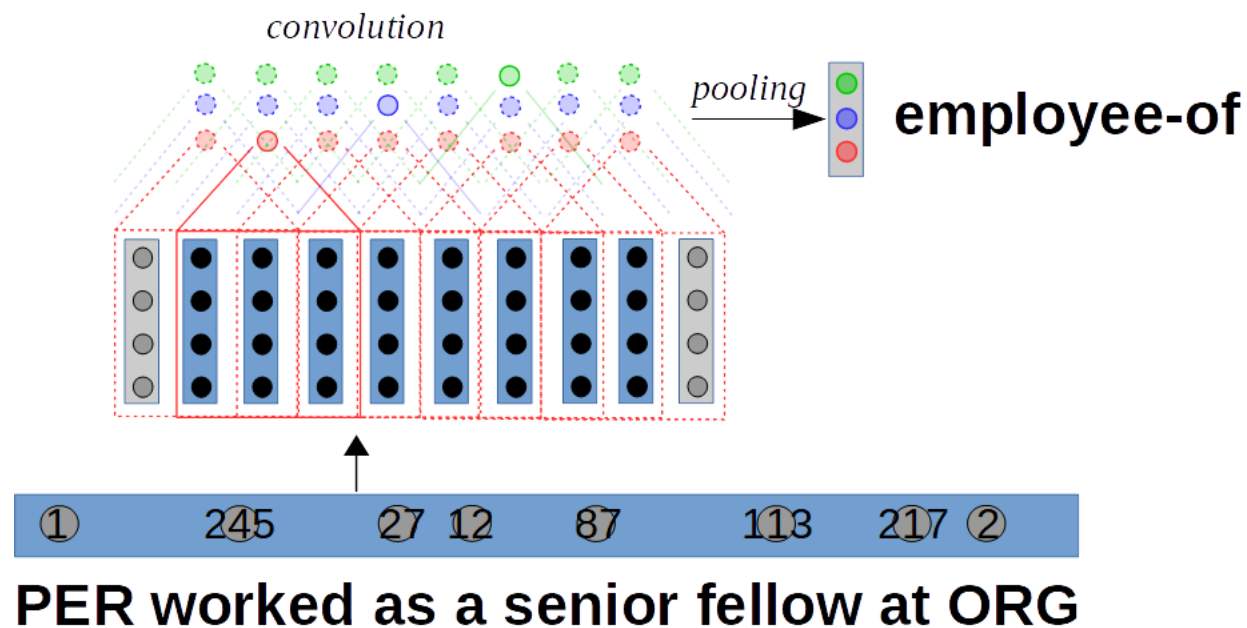 convolution
pooling
employee-of
1 245 27 12 87 113 217 2
PER worked as a senior fellow at ORG